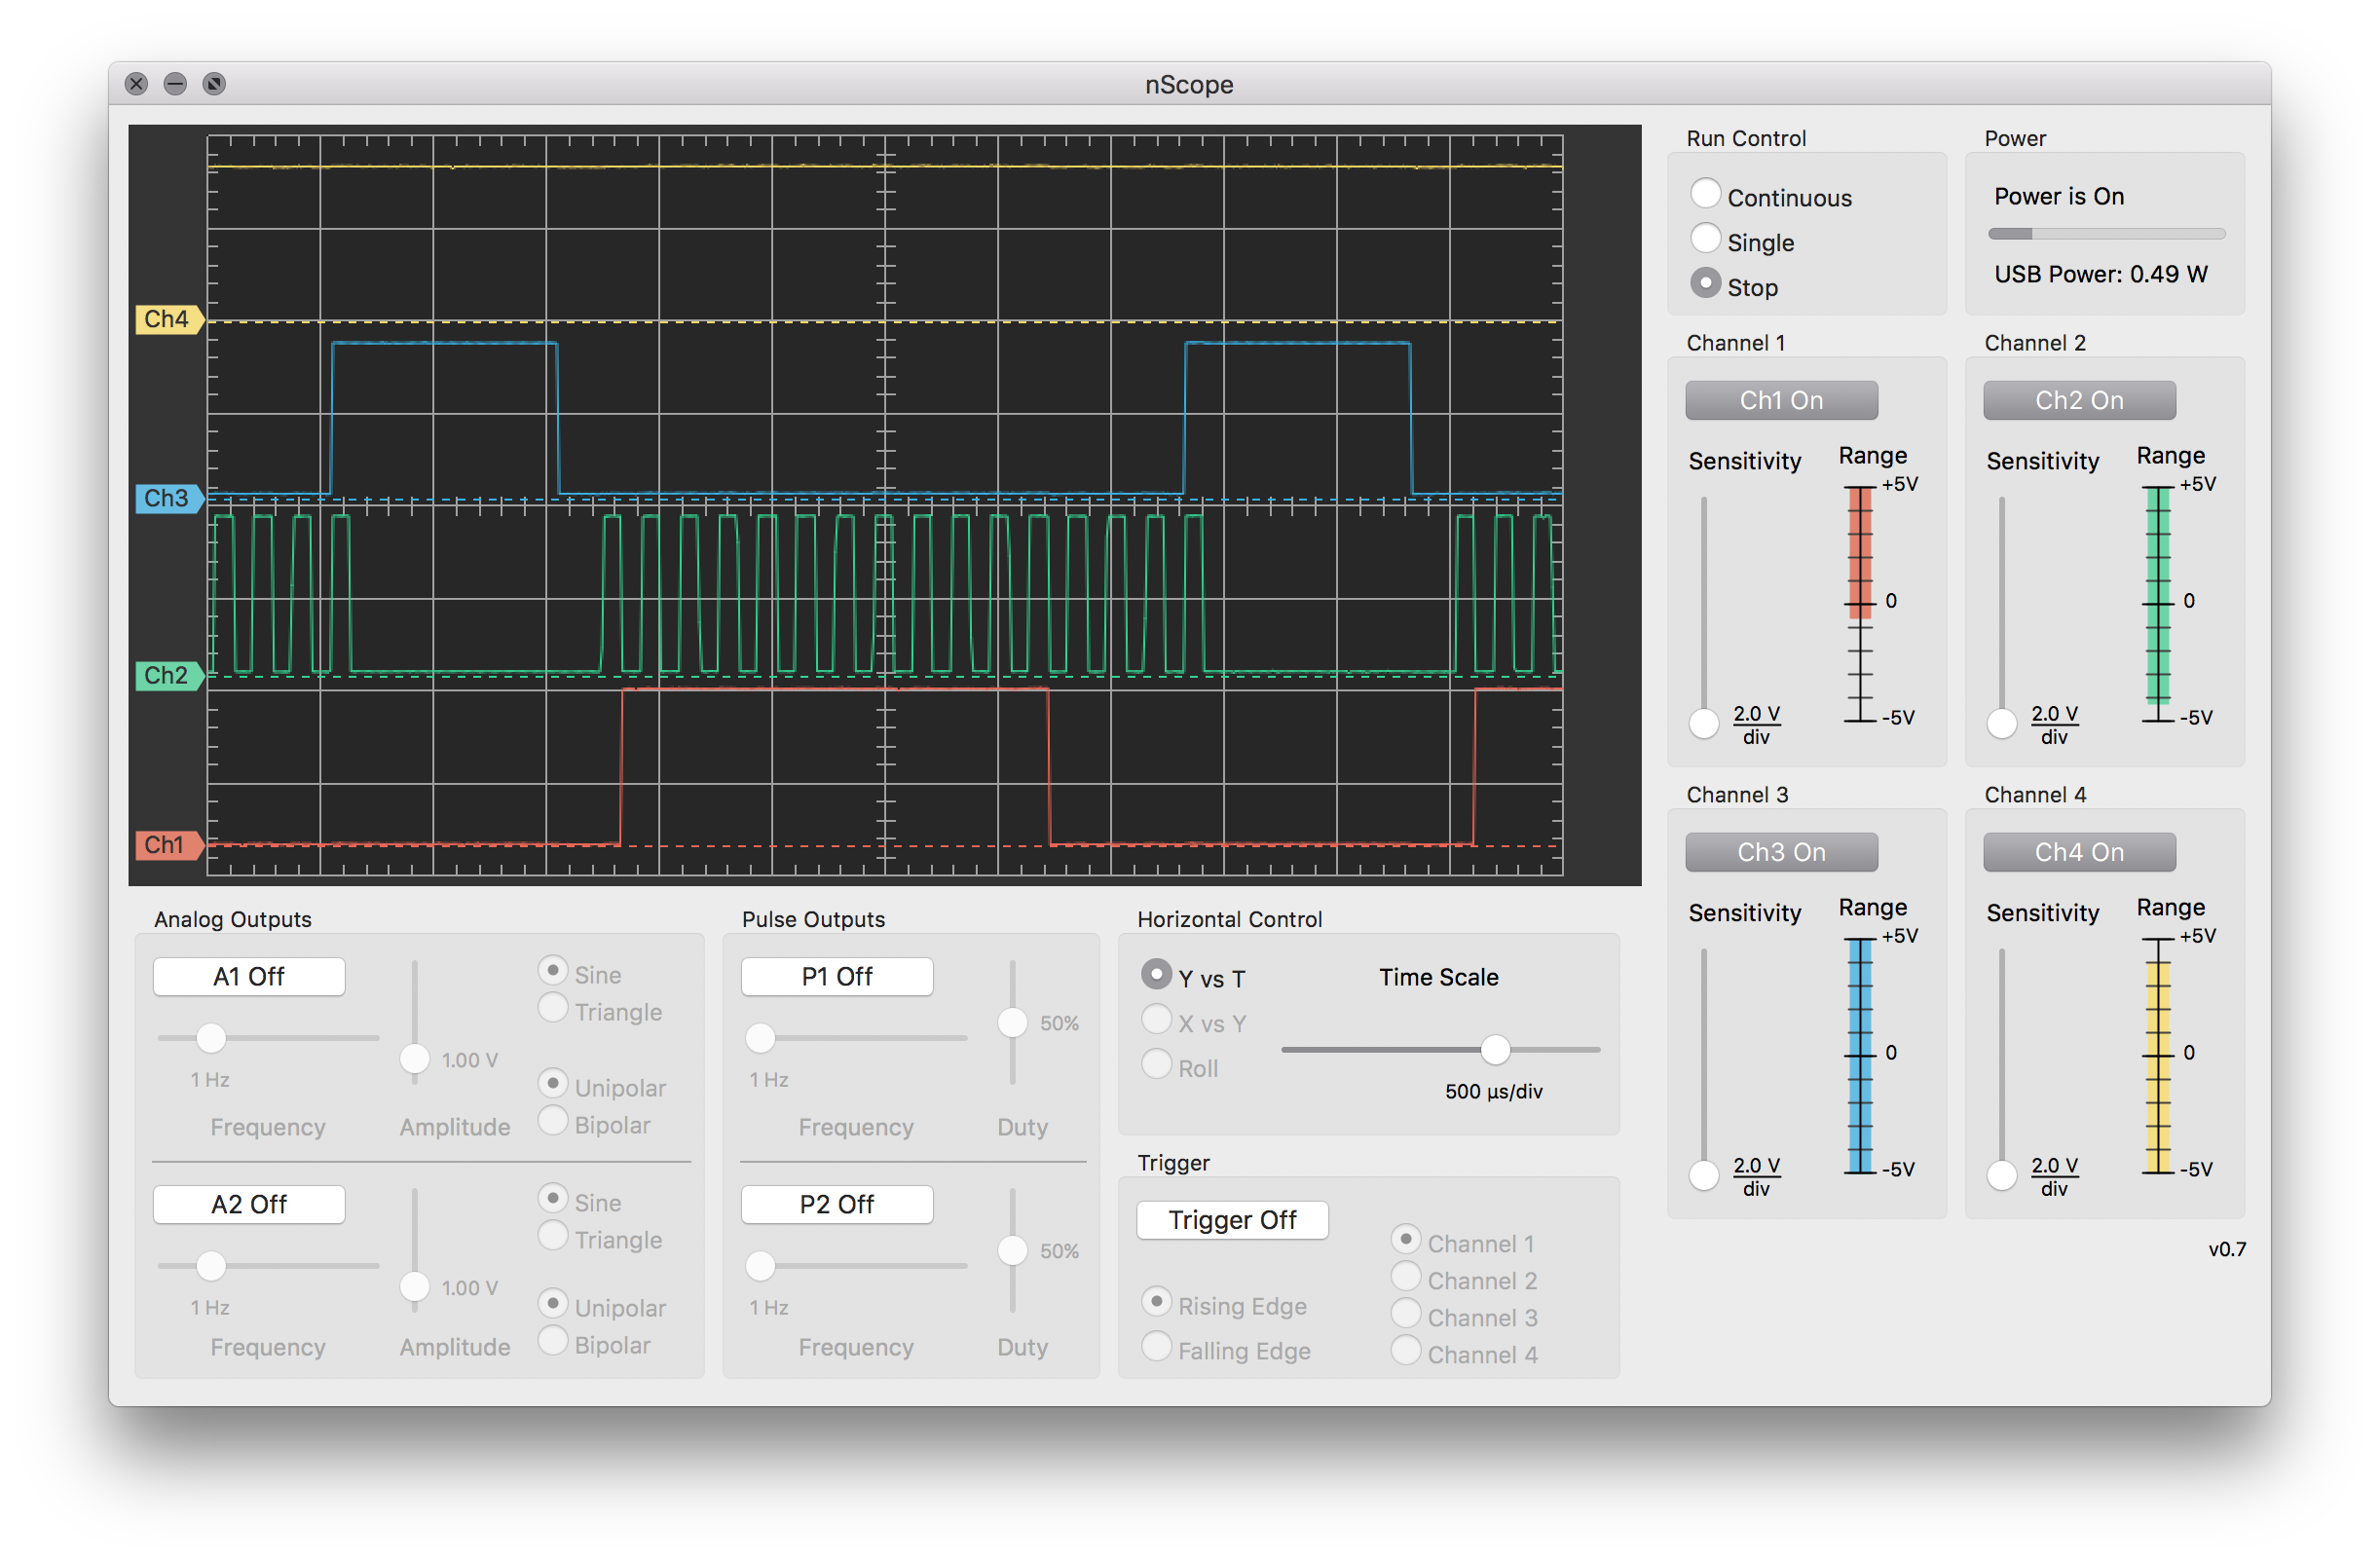 nScope
Ch4
Ch3
Ch2
Ch1
Run Control
Continuous
Single
Stop
Power
Power is On
USB Power: 0.49 W
Channel 1
Ch1 On
Sensitivity
Range
+5V
0
-5V
2.0 V
div
Channel 2
Ch2 On
Sensitivity
Range
+5V
0
-5V
2.0 V
div
Channel 3
Ch3 On
Sensitivity
Range
+5V
0
-5V
2.0 V
div
Channel 4
Ch4 On
Sensitivity
Range
+5V
0
-5V
2.0 V
div
v0.7
Analog Outputs
A1 Off
1 Hz
Frequency
1.00 V
Amplitude
Sine
Triangle
Unipolar
Bipolar
A2 Off
1 Hz
Frequency
1.00 V
Amplitude
Sine
Triangle
Unipolar
Bipolar
Pulse Outputs
P1 Off
1 Hz
Frequency
50%
Duty
P2 Off
1 Hz
Frequency
50%
Duty
Horizontal Control
Y vs T
X vs Y
Roll
Time Scale
500 µs/div
Trigger
Trigger Off
Rising Edge
Falling Edge
Channel 1
Channel 2
Channel 3
Channel 4